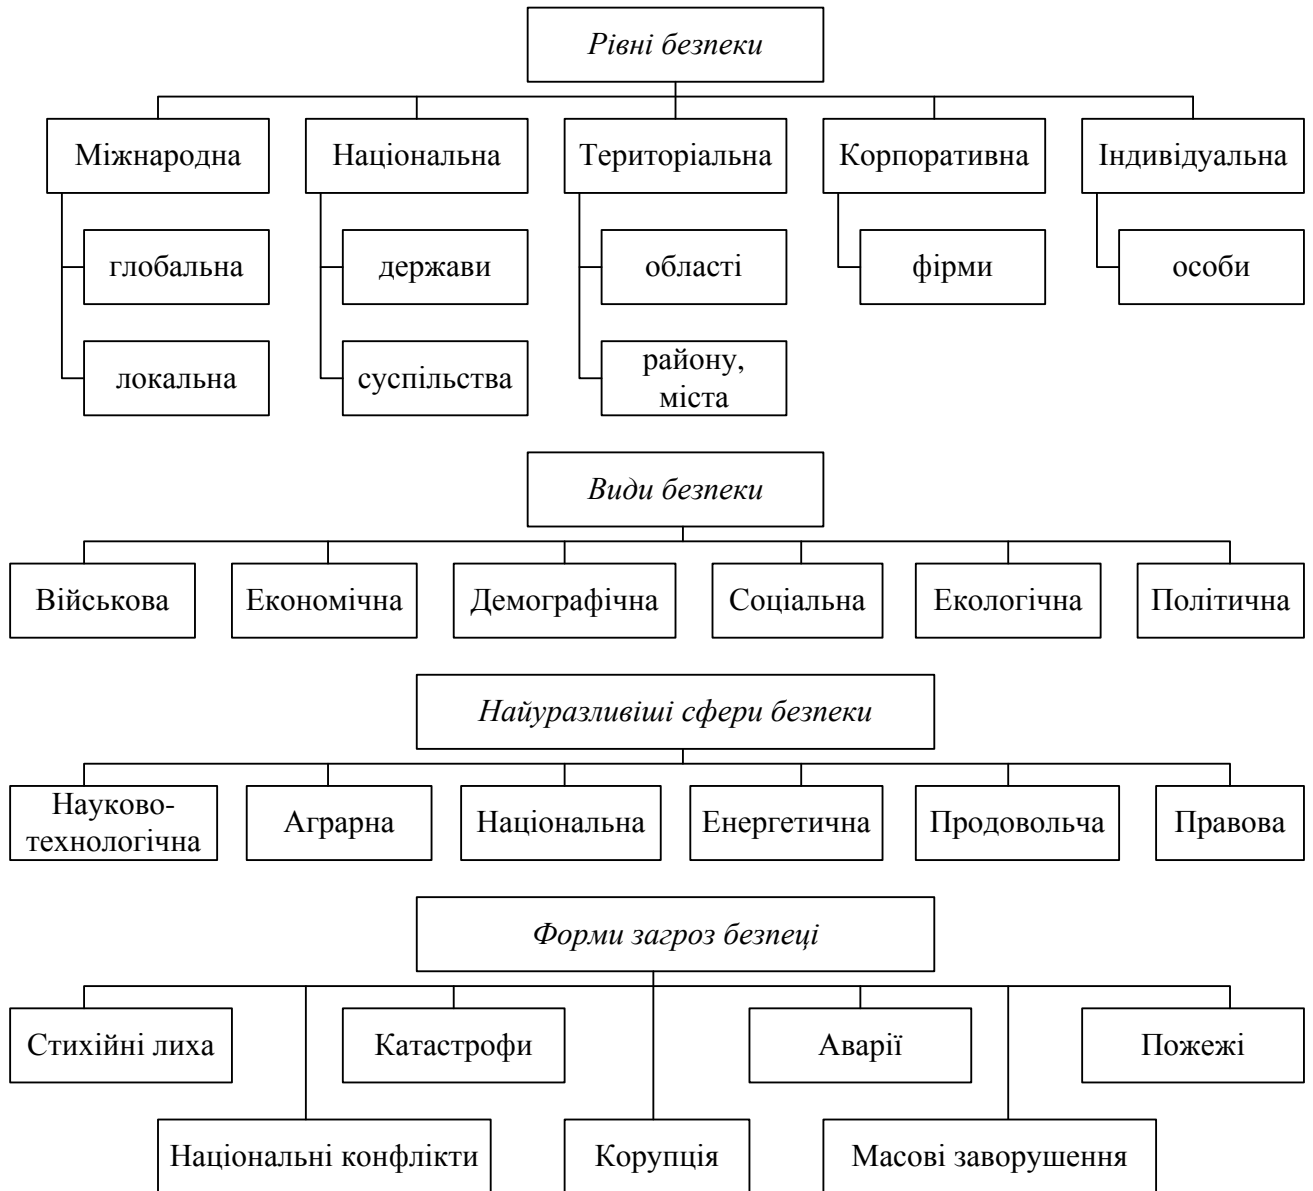 Рівні безпеки
Міжнародна
Національна
Територіальна
Корпоративна
Індивідуальна
глобальна
держави
області
фірми
особи
локальна
суспільства
району,
міста
Види безпеки
Військова
Економічна
Демографічна
Соціальна
Екологічна
Політична
Найуразливіші сфери безпеки
Науково-
технологічна
Аграрна
Національна
Енергетична
Продовольча
Правова
Форми загроз безпеці
Стихійні лиха
Катастрофи
Аварії
Пожежі
Національні конфлікти
Корупція
Масові заворушення